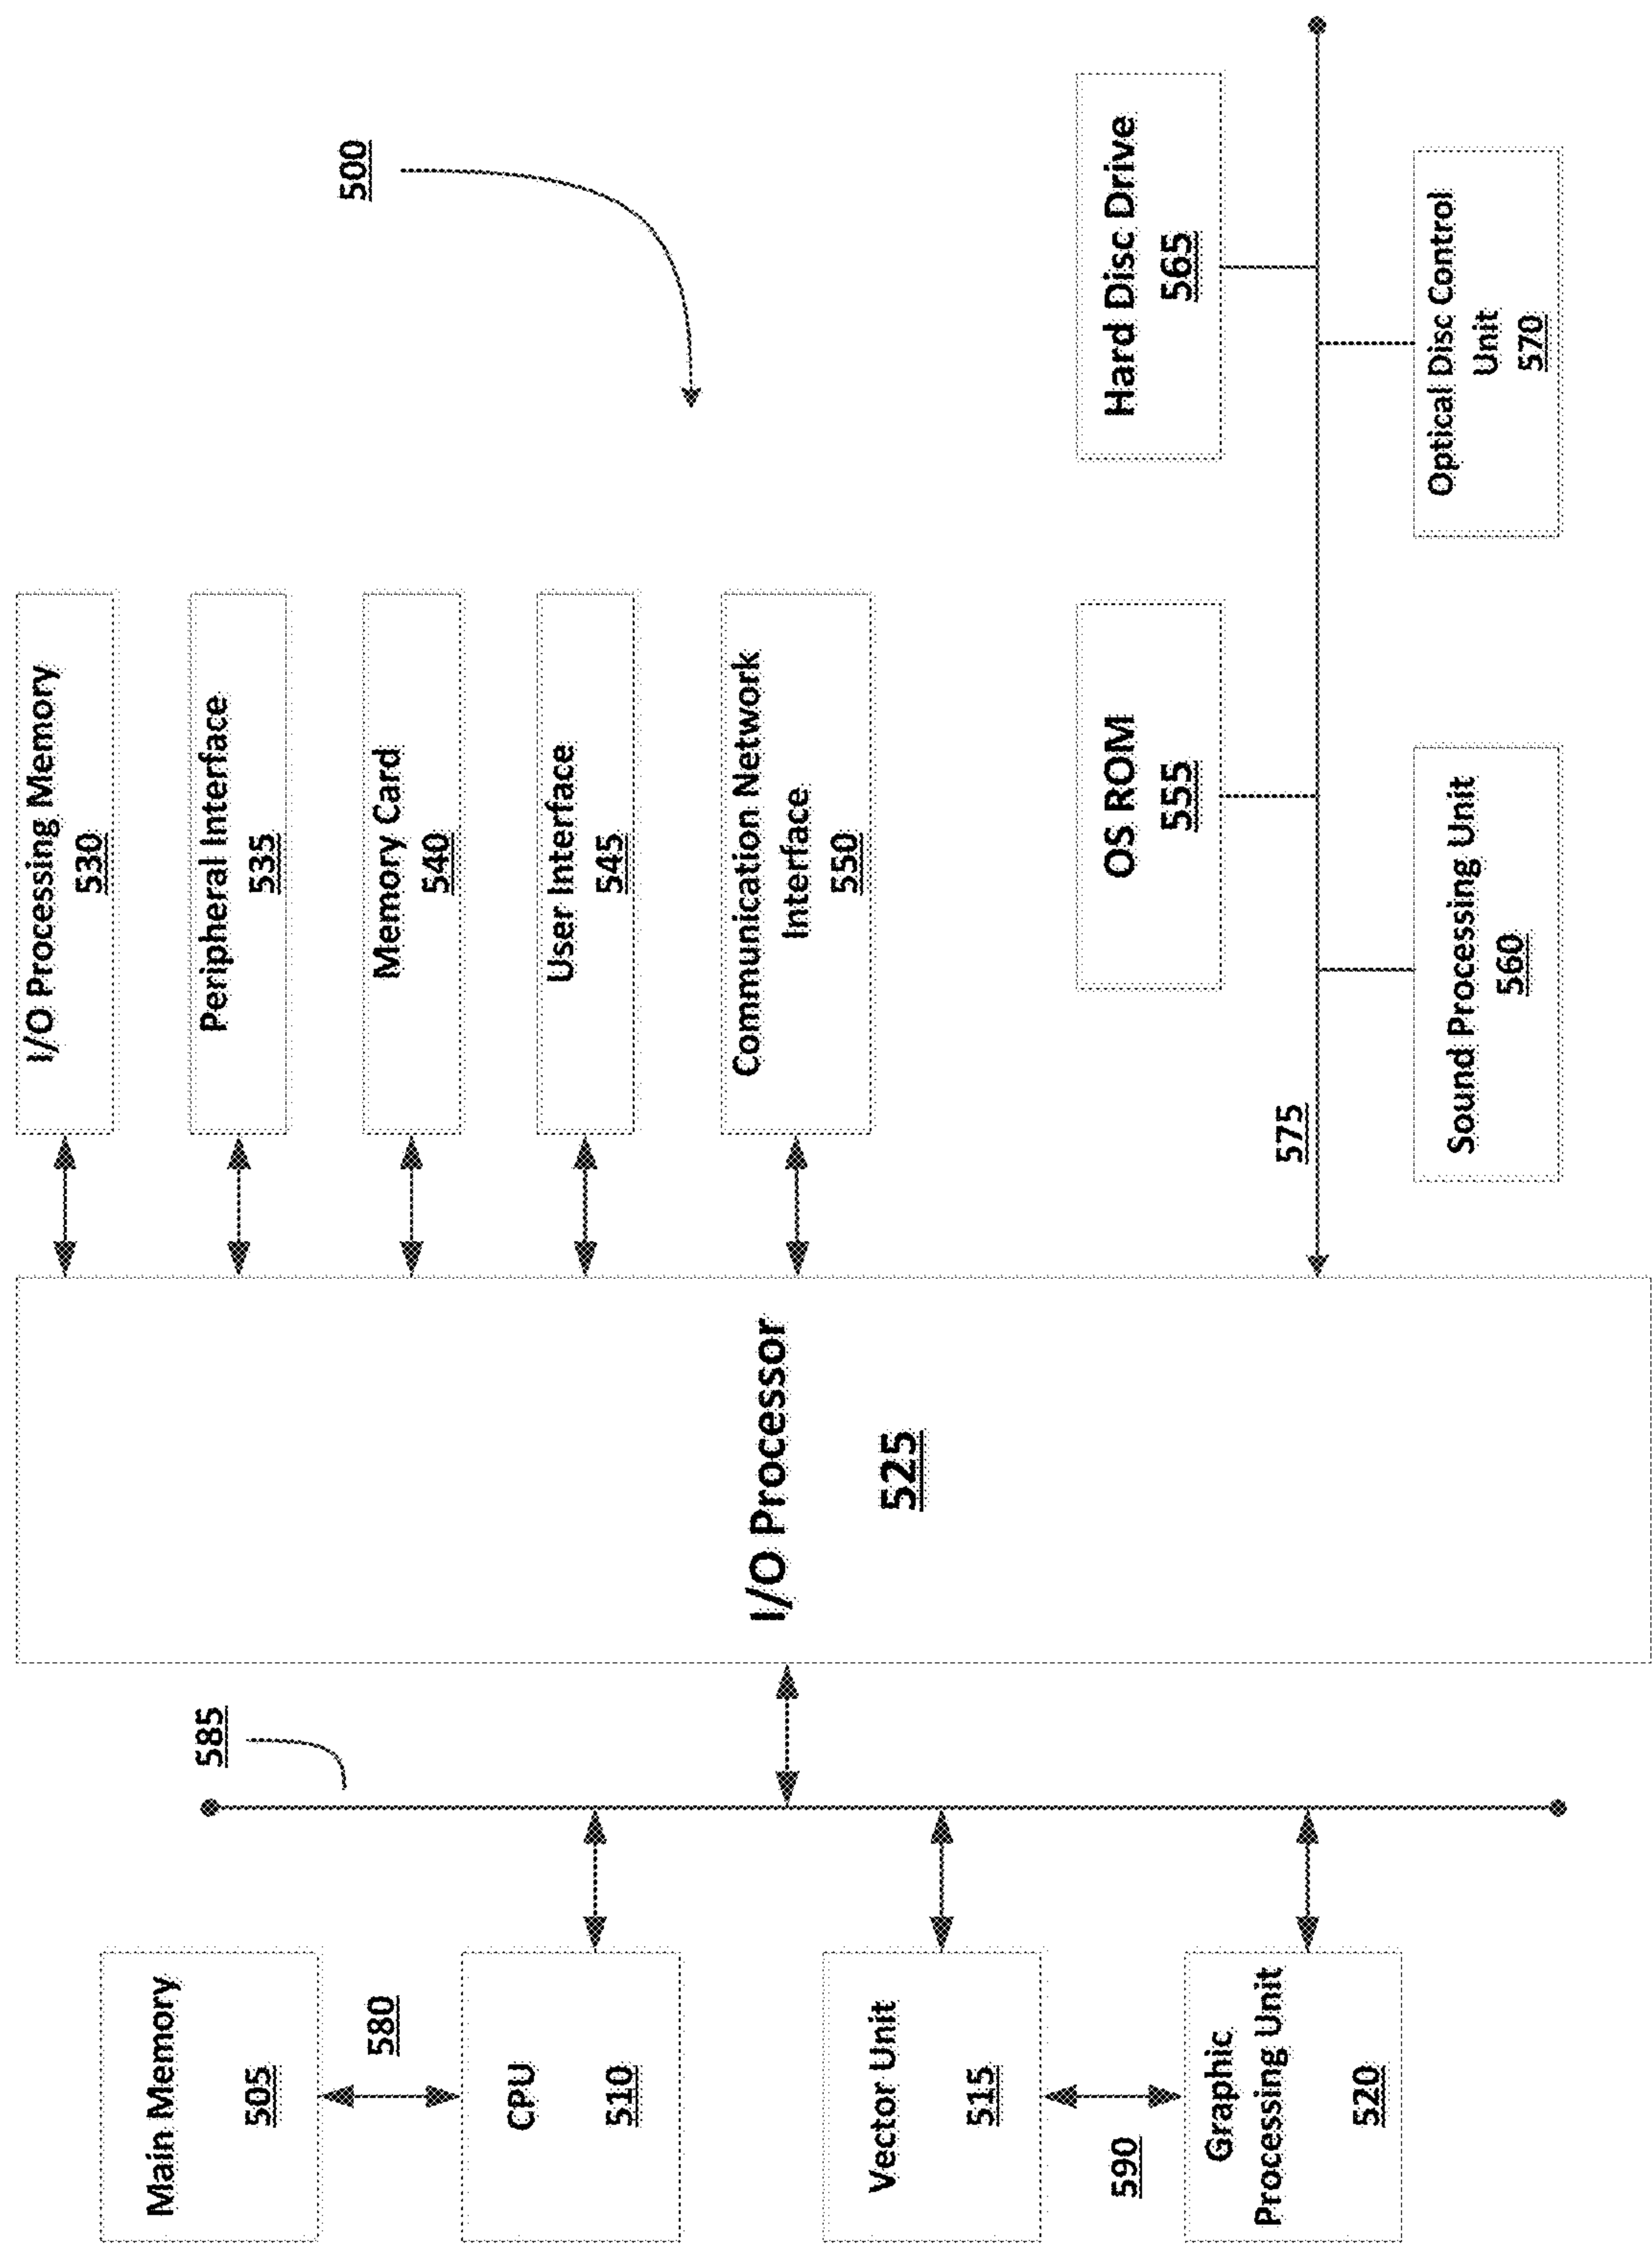 500
Main Memory
505
580
CPU
510
Vector Unit
515
590
Graphic
Processing Unit
520
585
I/O Processor
525
I/O Processing Memory
530
Peripheral Interface
535
Memory Card
540
User Interface
545
Communication Network
Interface
550
575
OS ROM
555
Hard Disc Drive
565
Sound Processing Unit
560
Optical Disc Control
Unit
570